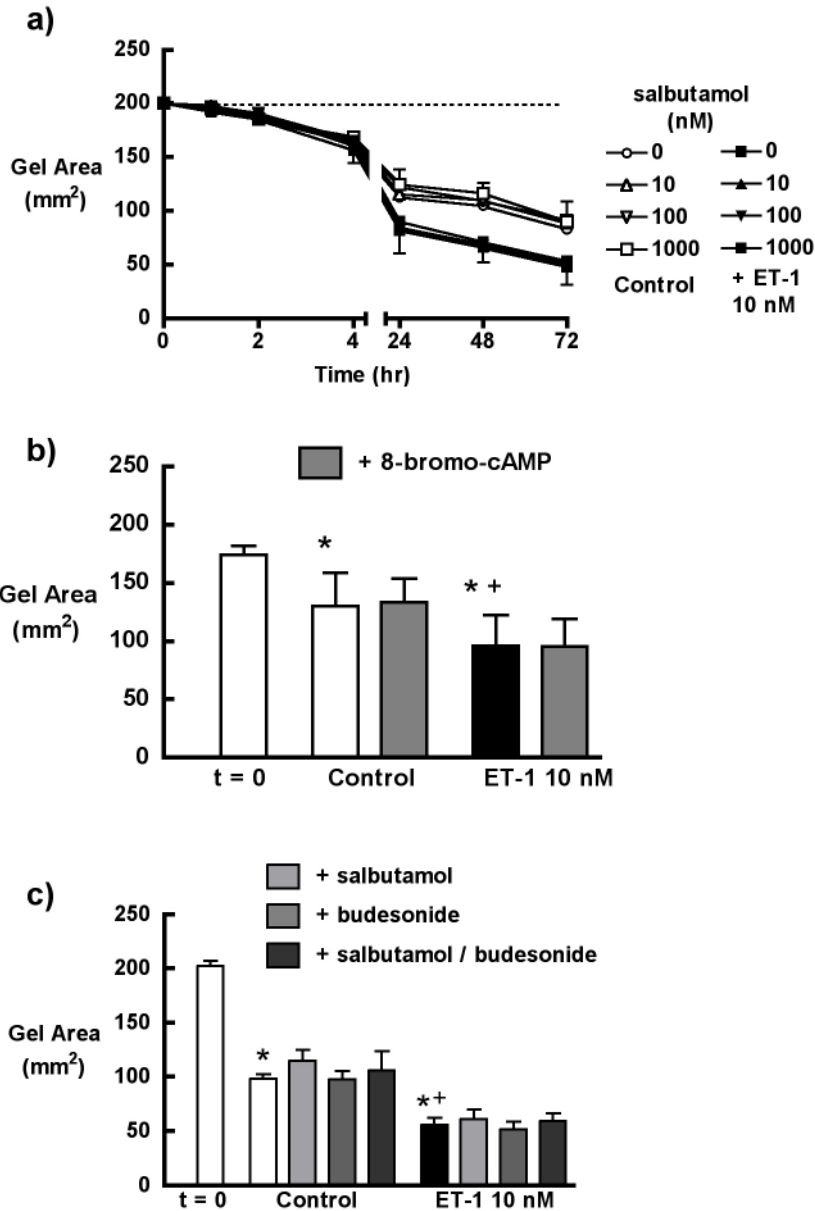 a)
250
200
150
100
50
0
Gel Area
(mm²)
0 2 4 24 48 72
Time (hr)
salbutamol
(nM)
0 0
10 10
100 100
1000 1000
Control + ET-1
10 nM
b)
+ 8-bromo-cAMP
250
200
150
100
50
0
Gel Area
(mm²)
*
* +
t = 0 Control ET-1 10 nM
c)
+ salbutamol
+ budesonide
+ salbutamol / budesonide
250
200
150
100
50
0
Gel Area
(mm²)
*
*+
t = 0 Control ET-1 10 nM